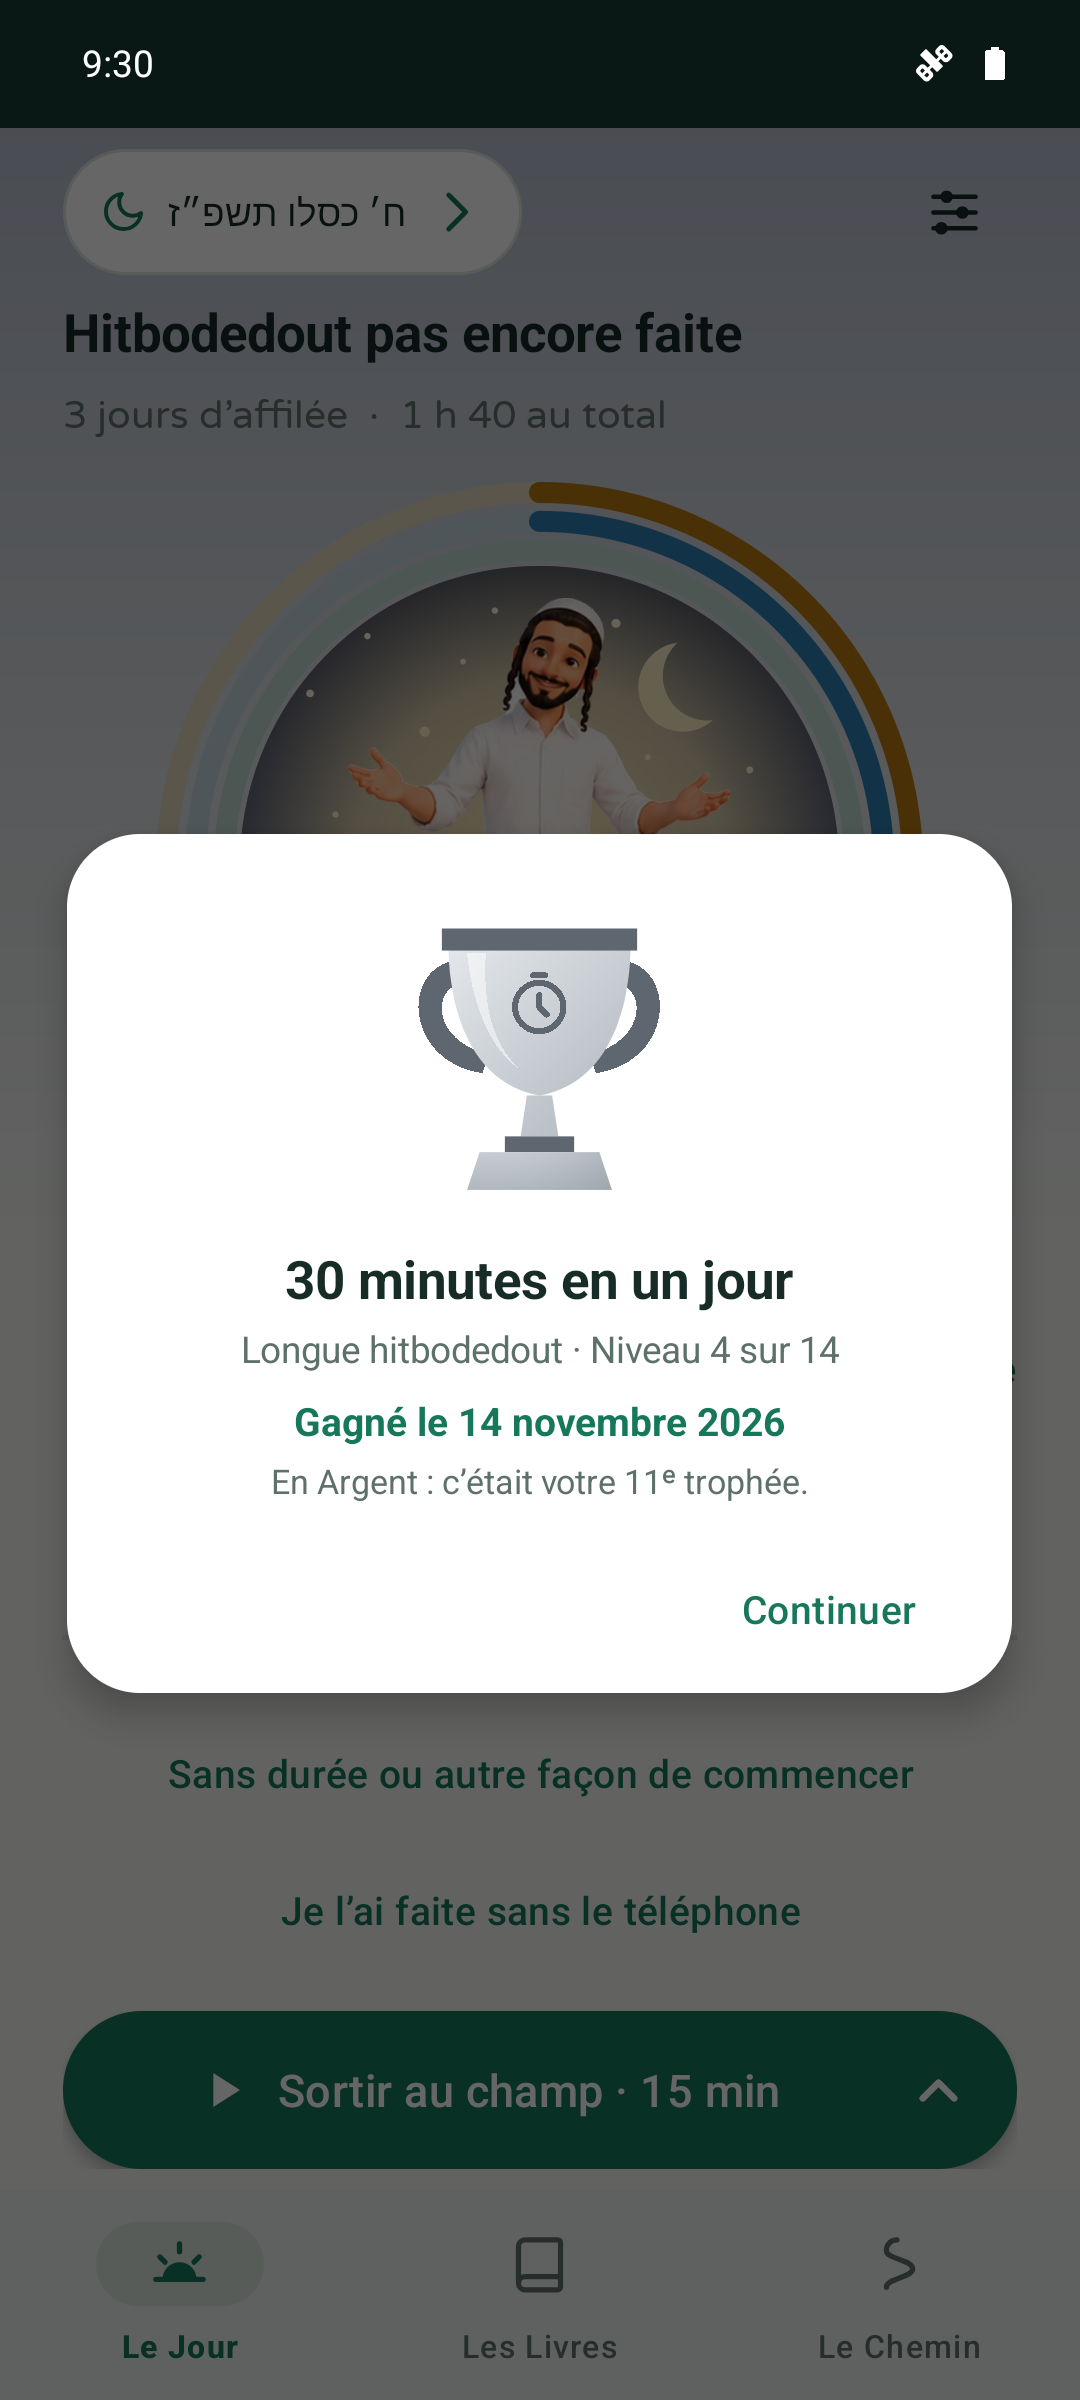 9:30
ח׳ כסלו תשפ״ז
Hitbodedout pas encore faite
3 jours d’affilée · 1 h 40 au total
30 minutes en un jour
Longue hitbodedout · Niveau 4 sur 14
Gagné le 14 novembre 2026
En Argent : c’était votre 11ᵉ trophée.
Continuer
Sans durée ou autre façon de commencer
Je l’ai faite sans le téléphone
Sortir au champ · 15 min
Le Jour
Les Livres
Le Chemin